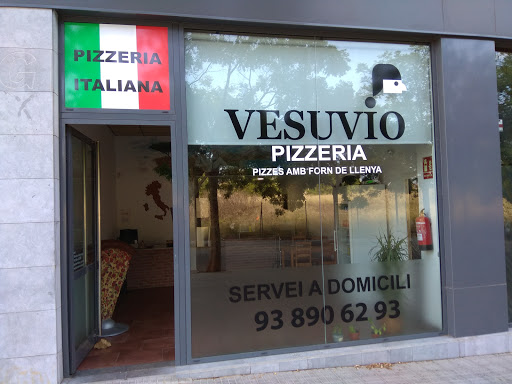 PIZZERIA
ITALIANA
VESUVIO
PIZZERIA
PIZZES AMB FORN DE LLENYA
SERVEI A DOMICILI
93 890 62 93